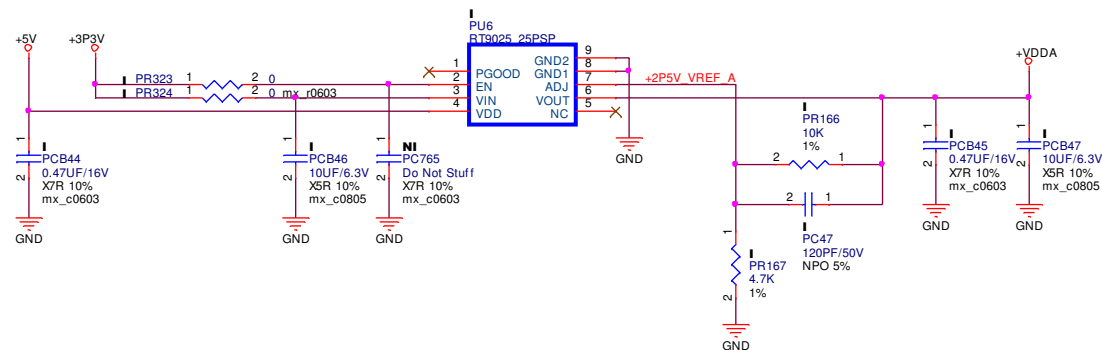 +5V
+3P3V
I
PU6
RT9025_25PSP
1 PGOOD
2 EN
3 VIN
4 VDD
GND2 9
GND1 8
ADJ 7
VOUT 6
NC 5
I PR323 1 2 0
I PR324 1 2 0 mx_r0603
+2P5V_VREF_A
+VDDA
GND
1
2
I
PCB44
0.47UF/16V
X7R 10%
mx_c0603
GND
1
2
I
PCB46
10UF/6.3V
X5R 10%
mx_c0805
GND
1
2
NI
PC765
Do Not Stuff
X7R 10%
mx_c0603
GND
I
PR166
10K
1%
2 1
2 1
I
PC47
120PF/50V
NPO 5%
1
2
I
PR167
4.7K
1%
GND
1
2
I
PCB45
0.47UF/16V
X7R 10%
mx_c0603
GND
1
2
I
PCB47
10UF/6.3V
X5R 10%
mx_c0805
GND